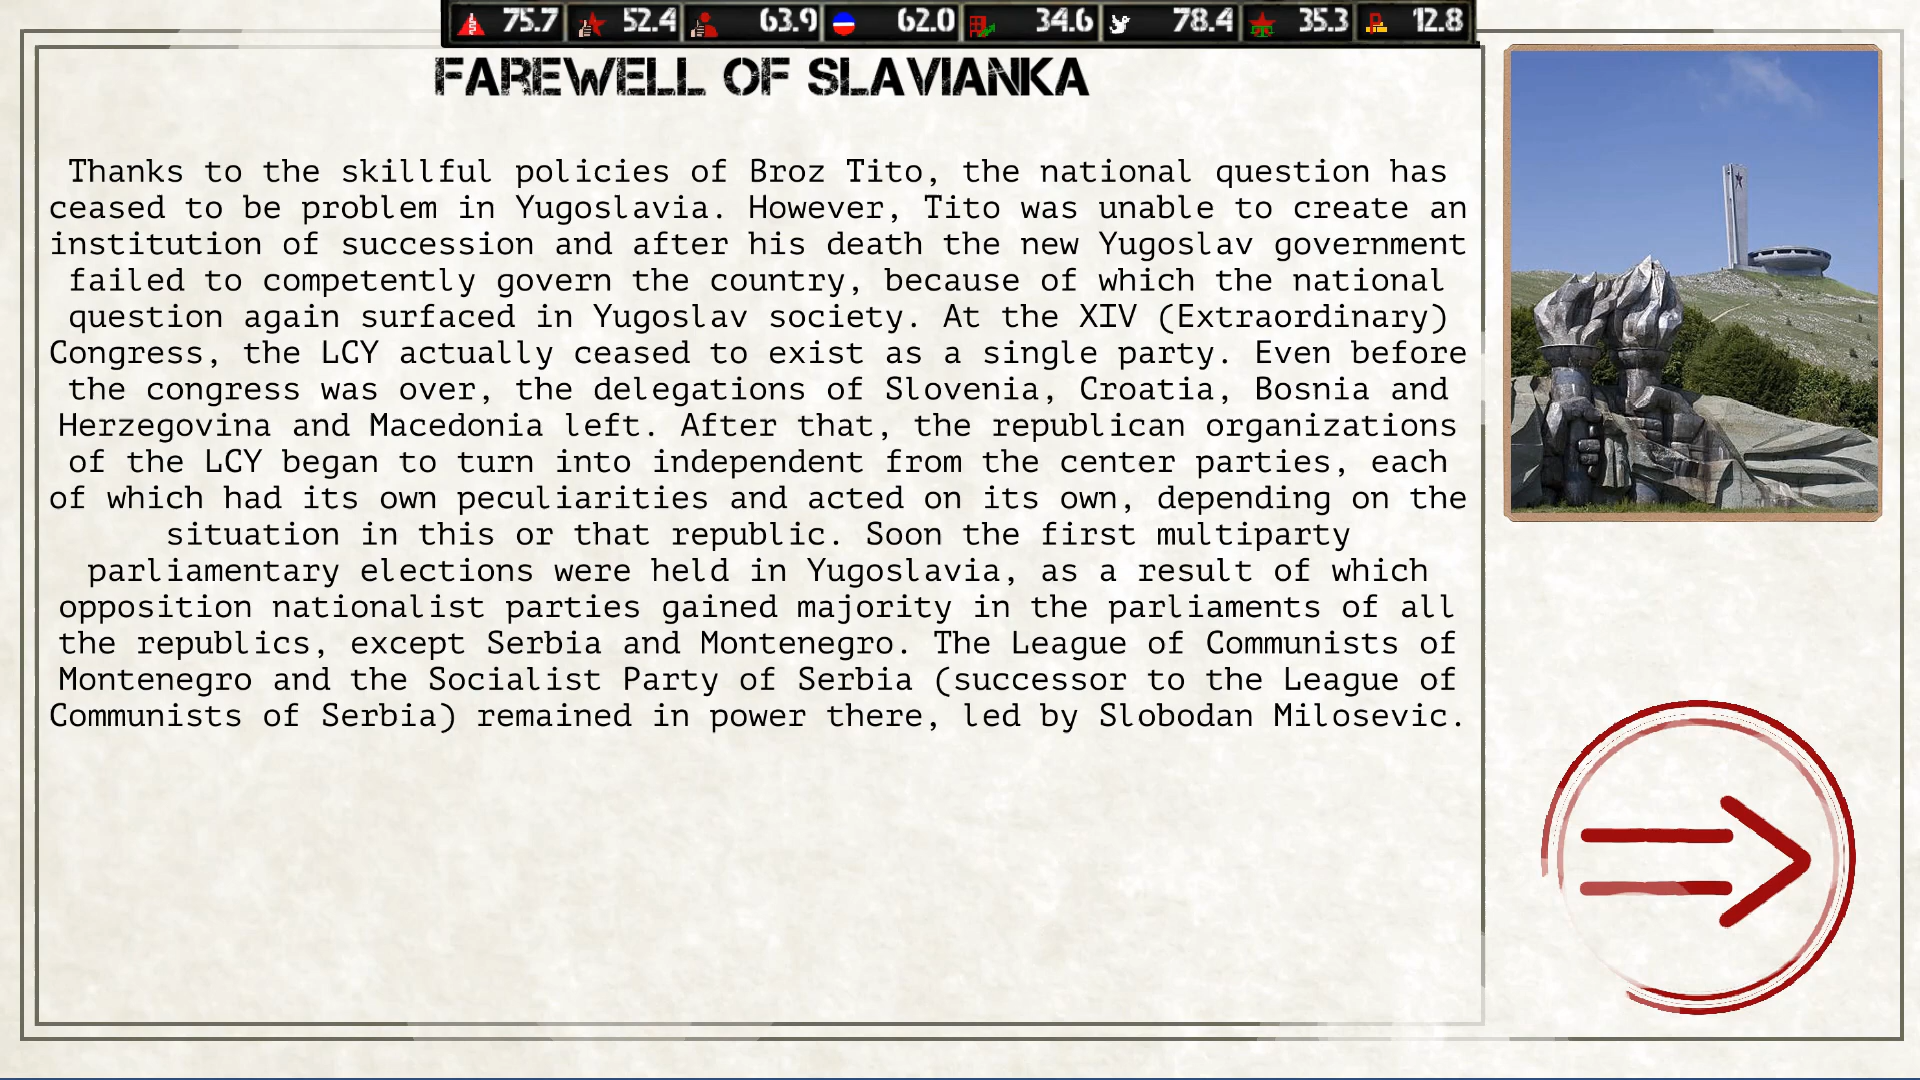 75.7 52.4 63.9 62.0 34.6 78.4 35.3 12.8
FAREWELL OF SLAVIANKA
Thanks to the skillful policies of Broz Tito, the national question has
ceased to be problem in Yugoslavia. However, Tito was unable to create an
institution of succession and after his death the new Yugoslav government
failed to competently govern the country, because of which the national
question again surfaced in Yugoslav society. At the XIV (Extraordinary)
Congress, the LCY actually ceased to exist as a single party. Even before
the congress was over, the delegations of Slovenia, Croatia, Bosnia and
Herzegovina and Macedonia left. After that, the republican organizations
of the LCY began to turn into independent from the center parties, each
of which had its own peculiarities and acted on its own, depending on the
situation in this or that republic. Soon the first multiparty
parliamentary elections were held in Yugoslavia, as a result of which
opposition nationalist parties gained majority in the parliaments of all
the republics, except Serbia and Montenegro. The League of Communists of
Montenegro and the Socialist Party of Serbia (successor to the League of
Communists of Serbia) remained in power there, led by Slobodan Milosevic.